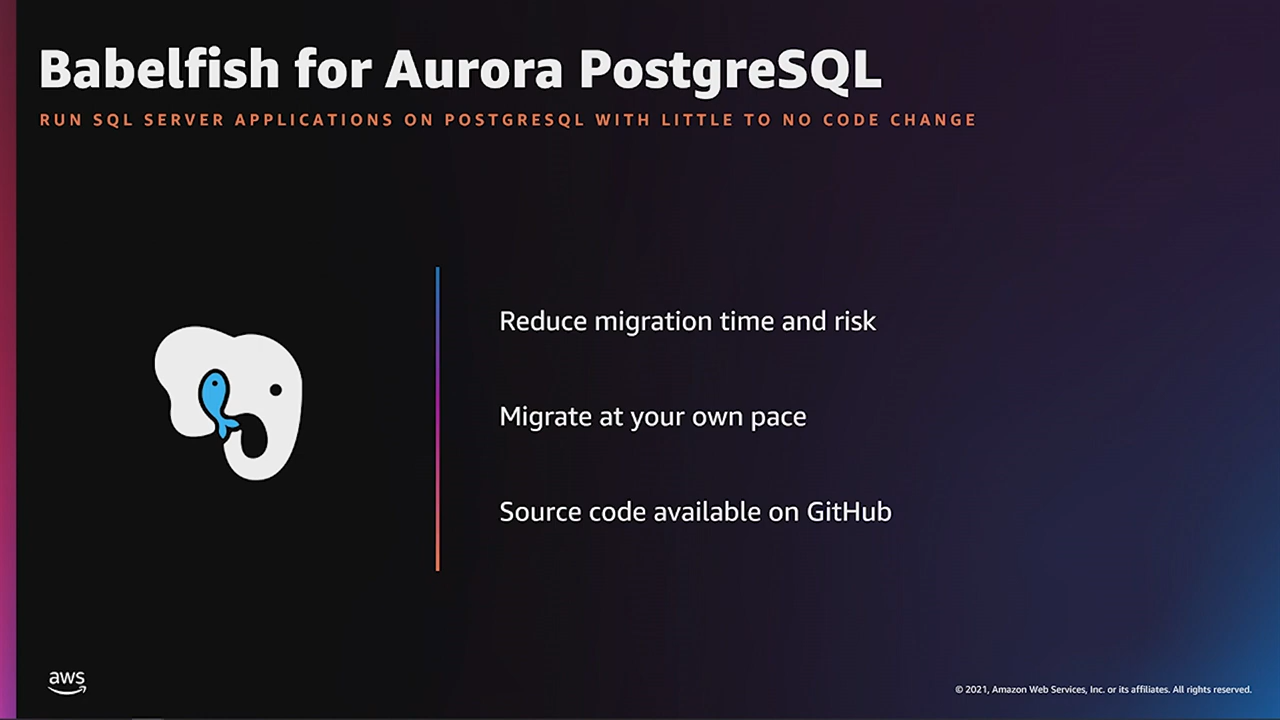 Babelfish for Aurora PostgreSQL
RUN SQL SERVER APPLICATIONS ON POSTGRESQL WITH LITTLE TO NO CODE CHANGE
Reduce migration time and risk
Migrate at your own pace
Source code available on GitHub
aws
© 2021, Amazon Web Services, Inc. or its affiliates. All rights reserved.